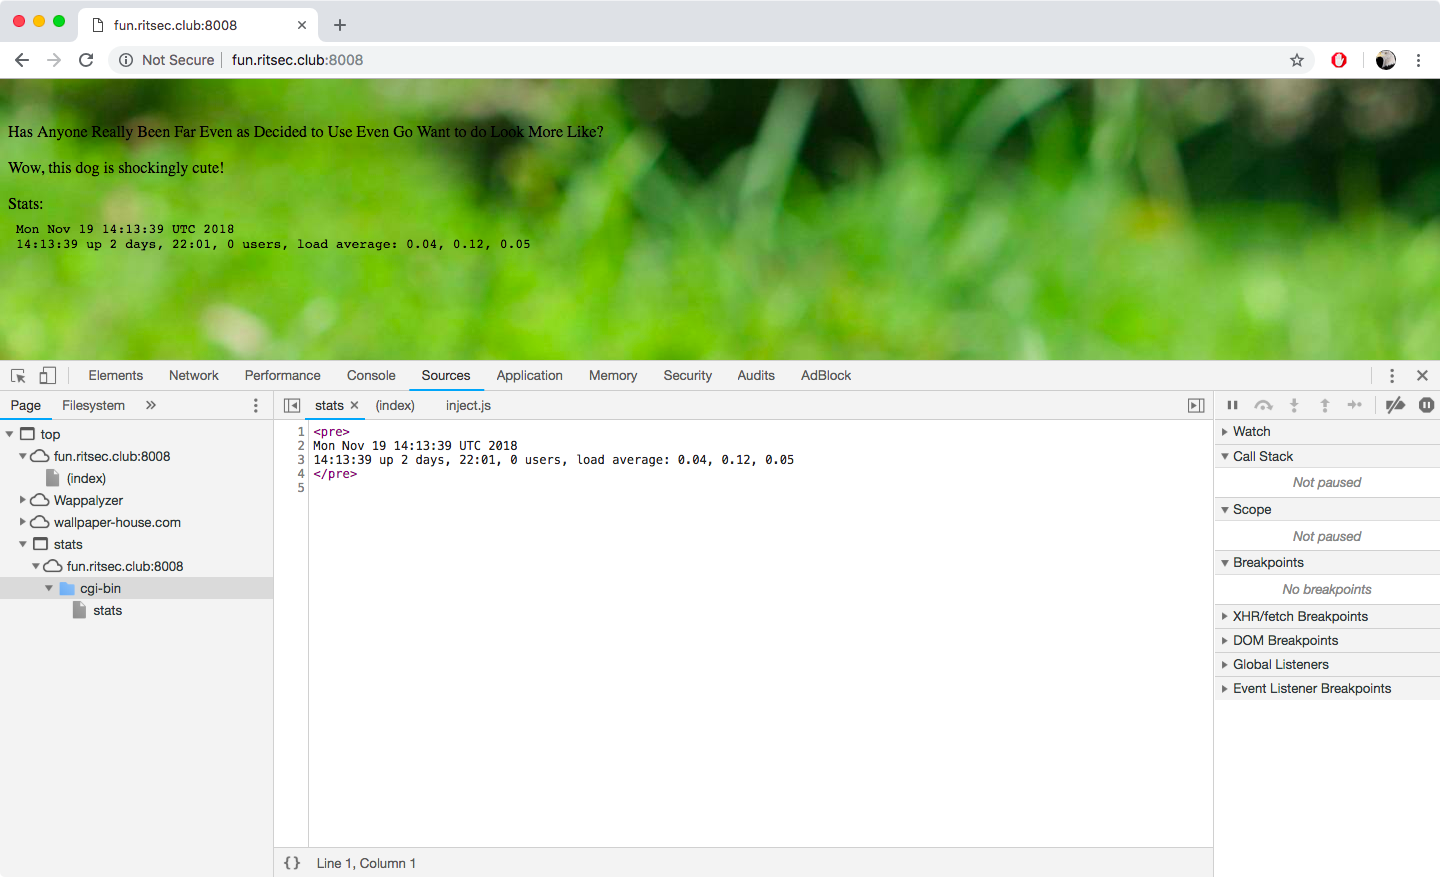 fun.ritsec.club:8008
Not Secure fun.ritsec.club:8008
Has Anyone Really Been Far Even as Decided to Use Even Go Want to do Look More Like?
Wow, this dog is shockingly cute!
Stats:
Mon Nov 19 14:13:39 UTC 2018
14:13:39 up 2 days, 22:01, 0 users, load average: 0.04, 0.12, 0.05
Elements Network Performance Console Sources Application Memory Security Audits AdBlock
Page Filesystem
top
fun.ritsec.club:8008
(index)
Wappalyzer
wallpaper-house.com
stats
fun.ritsec.club:8008
cgi-bin
stats
stats (index) inject.js
1 <pre>
2 Mon Nov 19 14:13:39 UTC 2018
3 14:13:39 up 2 days, 22:01, 0 users, load average: 0.04, 0.12, 0.05
4 </pre>
5
{} Line 1, Column 1
Watch
Call Stack
Not paused
Scope
Not paused
Breakpoints
No breakpoints
XHR/fetch Breakpoints
DOM Breakpoints
Global Listeners
Event Listener Breakpoints